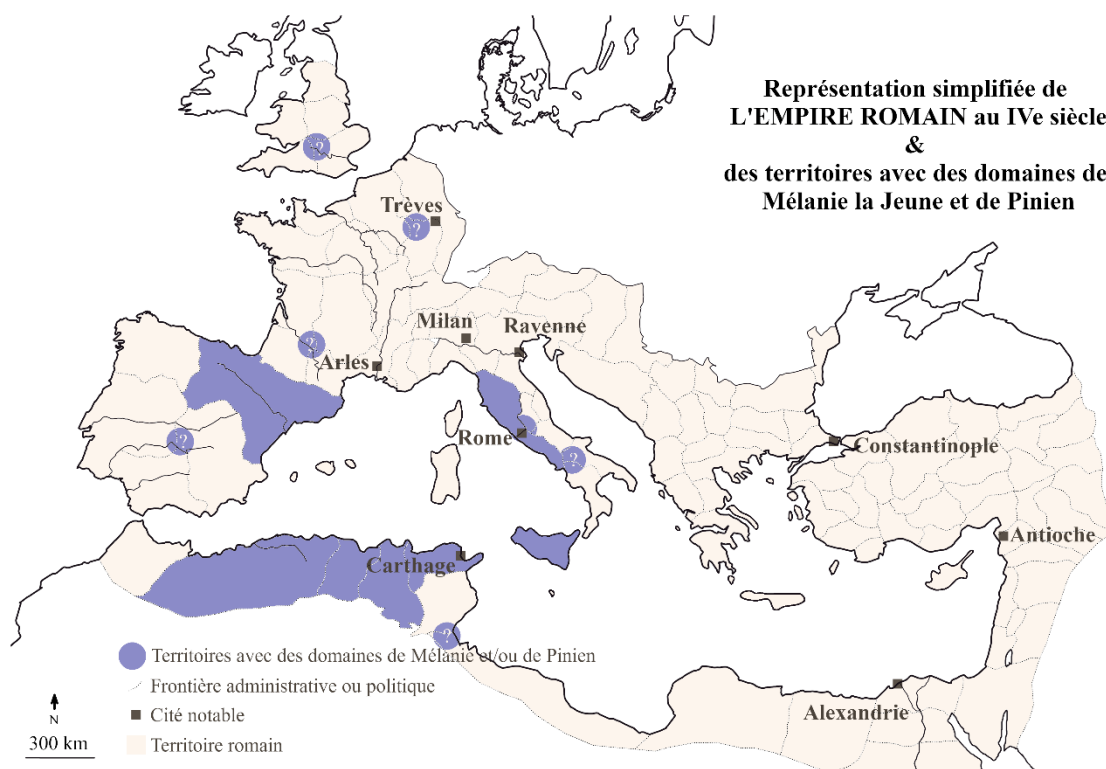 Représentation simplifiée de
L'EMPIRE ROMAIN au IVe siècle
&
des territoires avec des domaines de
Mélanie la Jeune et de Pinien
?
Trèves
?
Milan
Ravenne
?
Arles
Rome
?
?
Constantinople
Antioche
Carthage
?
Alexandrie
Territoires avec des domaines de Mélanie et/ou de Pinien
Frontière administrative ou politique
Cité notable
Territoire romain
N
300 km